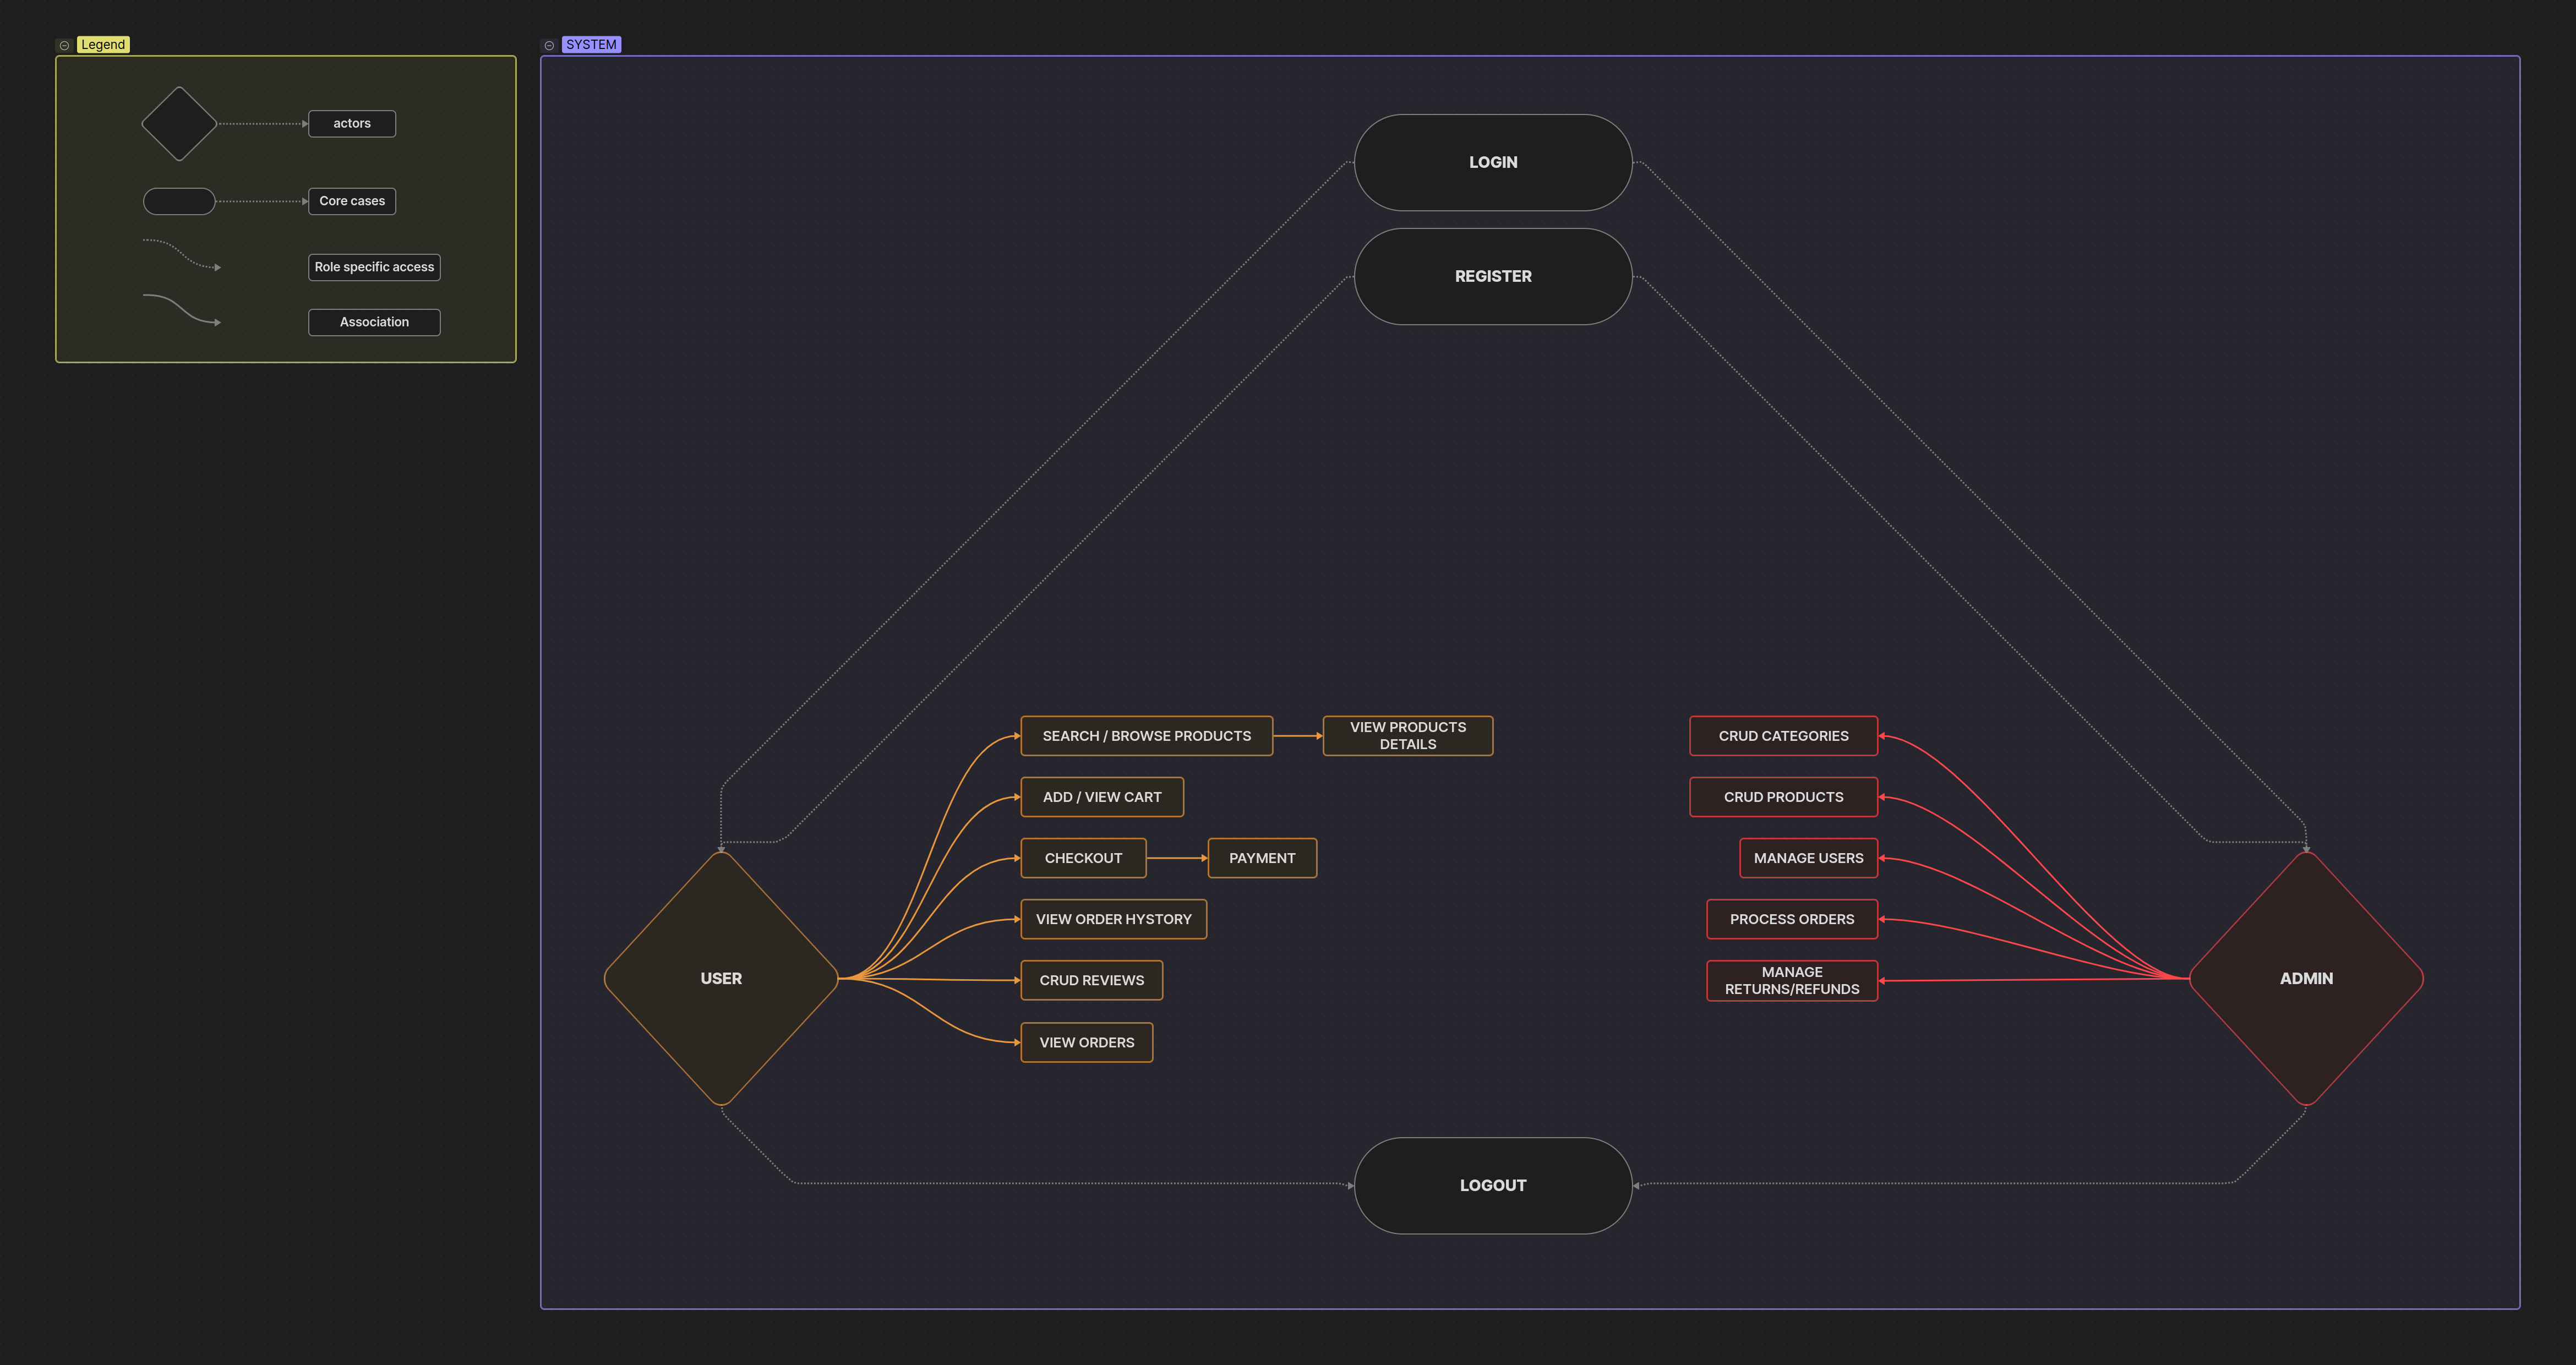 Legend
SYSTEM
actors
Core cases
Role specific access
Association
LOGIN
REGISTER
SEARCH / BROWSE PRODUCTS
VIEW PRODUCTS
DETAILS
ADD / VIEW CART
CHECKOUT
PAYMENT
VIEW ORDER HYSTORY
CRUD REVIEWS
VIEW ORDERS
USER
CRUD CATEGORIES
CRUD PRODUCTS
MANAGE USERS
PROCESS ORDERS
MANAGE
RETURNS/REFUNDS
ADMIN
LOGOUT